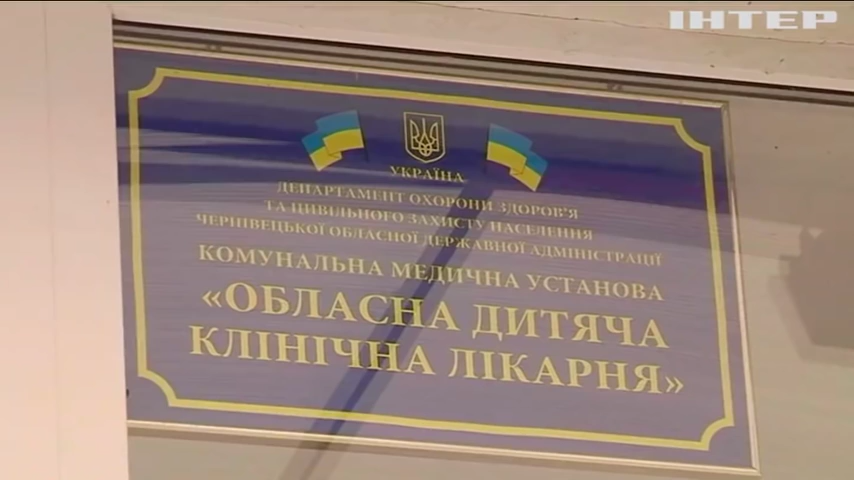 ІНТЕР
УКРАЇНА
ДЕПАРТАМЕНТ ОХОРОНИ ЗДОРОВ'Я
ТА ЦИВІЛЬНОГО ЗАХИСТУ НАСЕЛЕННЯ
ЧЕРНІВЕЦЬКОЇ ОБЛАСНОЇ ДЕРЖАВНОЇ АДМІНІСТРАЦІЇ
КОМУНАЛЬНА МЕДИЧНА УСТАНОВА
«ОБЛАСНА ДИТЯЧА
КЛІНІЧНА ЛІКАРНЯ»